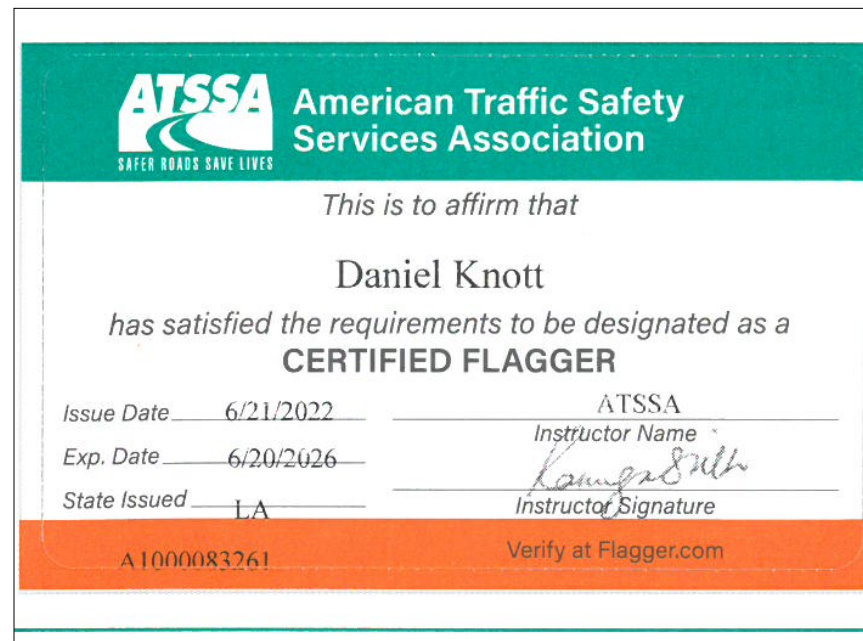 ATSSA
SAFER ROADS SAVE LIVES
American Traffic Safety
Services Association
This is to affirm that
Daniel Knott
has satisfied the requirements to be designated as a
CERTIFIED FLAGGER
Issue Date 6/21/2022
ATSSA
Instructor Name
Exp. Date 6/20/2026
State Issued LA
Instructor Signature
A1000083261
Verify at Flagger.com